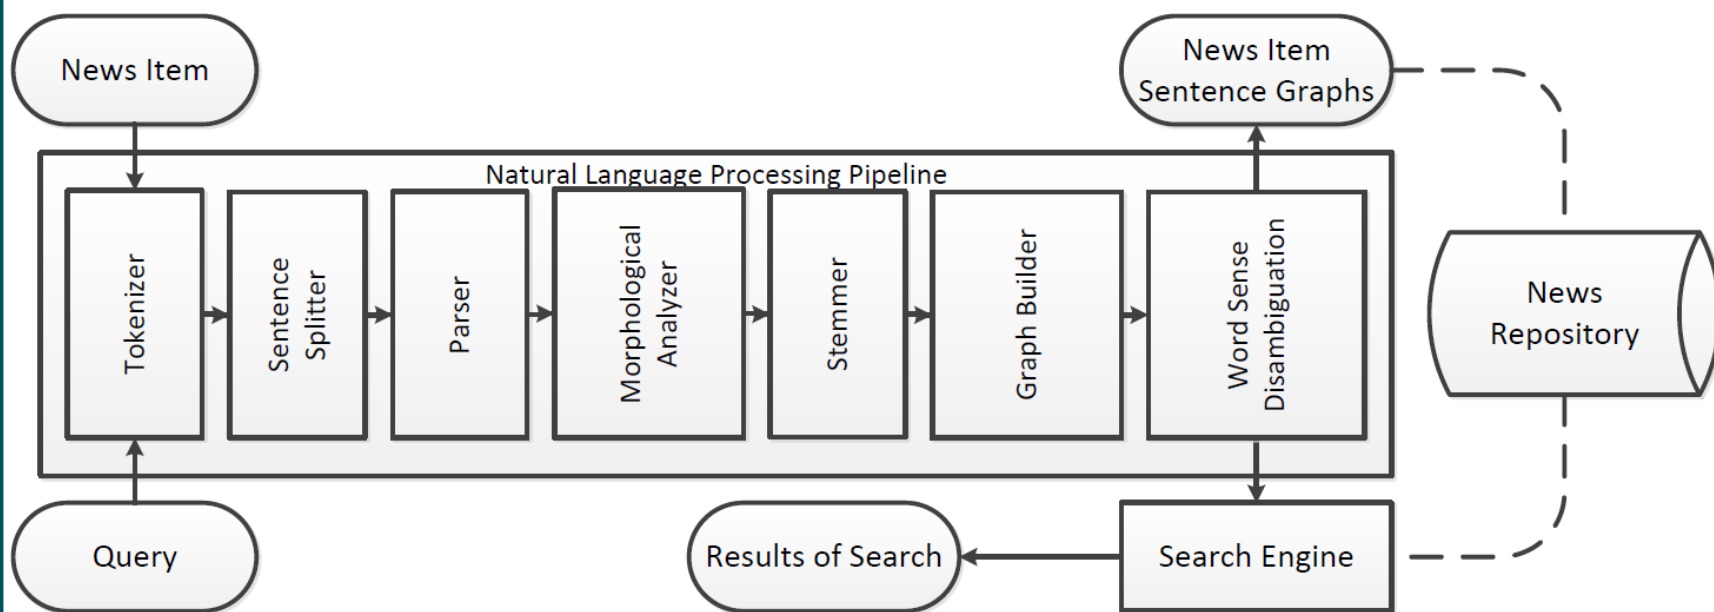 News Item
News Item
Sentence Graphs
Natural Language Processing Pipeline
Tokenizer
Sentence
Splitter
Parser
Morphological
Analyzer
Stemmer
Graph Builder
Word Sense
Disambiguation
News
Repository
Query
Results of Search
Search Engine